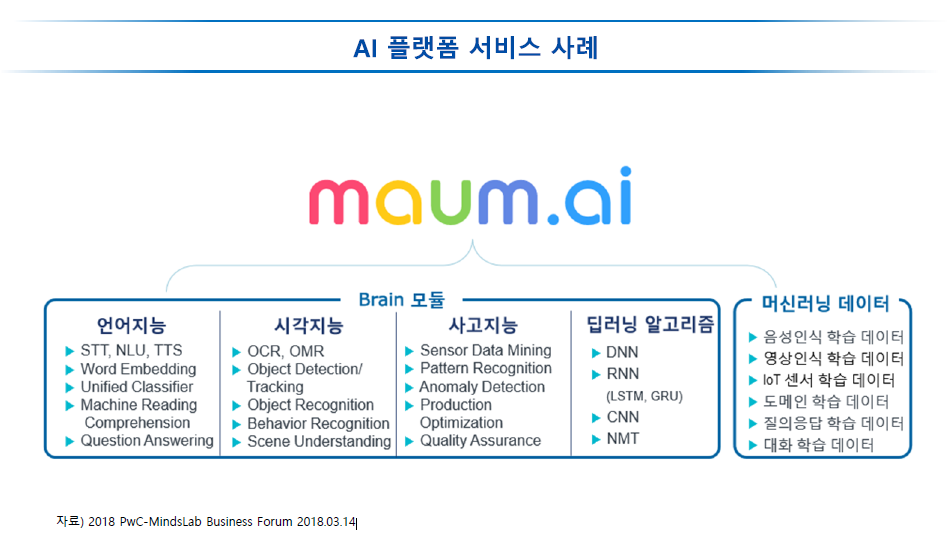 AI 플랫폼 서비스 사례
maum.ai
Brain 모듈
언어지능
STT, NLU, TTS
Word Embedding
Unified Classifier
Machine Reading
Comprehension
Question Answering
시각지능
OCR, OMR
Object Detection/
Tracking
Object Recognition
Behavior Recognition
Scene Understanding
사고지능
Sensor Data Mining
Pattern Recognition
Anomaly Detection
Production
Optimization
Quality Assurance
딥러닝 알고리즘
DNN
RNN
(LSTM, GRU)
CNN
NMT
머신러닝 데이터
음성인식 학습 데이터
영상인식 학습 데이터
IoT 센서 학습 데이터
도메인 학습 데이터
질의응답 학습 데이터
대화 학습 데이터
자료) 2018 PwC-MindsLab Business Forum 2018.03.14